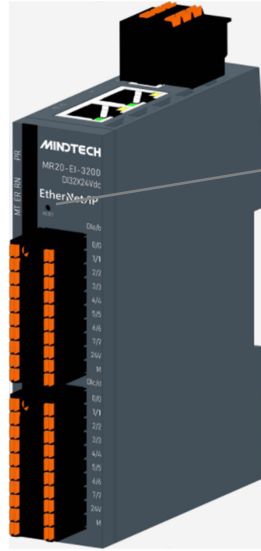 MINDTECH
MR20-EI-3200
DI32X24Vdc
EtherNet/IP
RESET
PR
MT ER RN
DIa/b
0/0
1/1
2/2
3/3
4/4
5/5
6/6
7/7
24V
M
DIc/d
0/0
1/1
2/2
3/3
4/4
5/5
6/6
7/7
24V
M